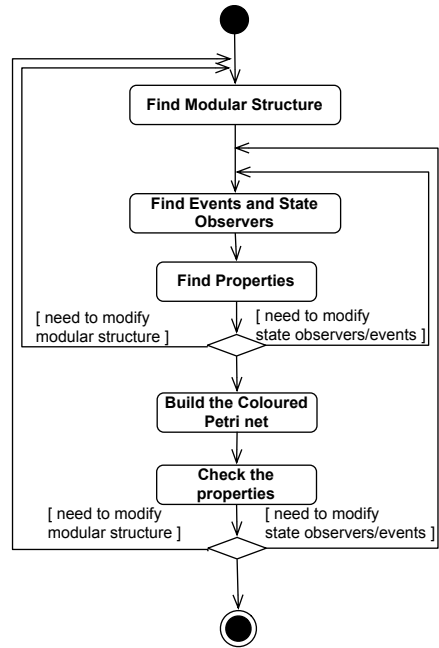 Find Modular Structure
Find Events and State
Observers
Find Properties
[ need to modify
modular structure ]
[ need to modify
state observers/events ]
Build the Coloured
Petri net
Check the
properties
[ need to modify
modular structure ]
[ need to modify
state observers/events ]